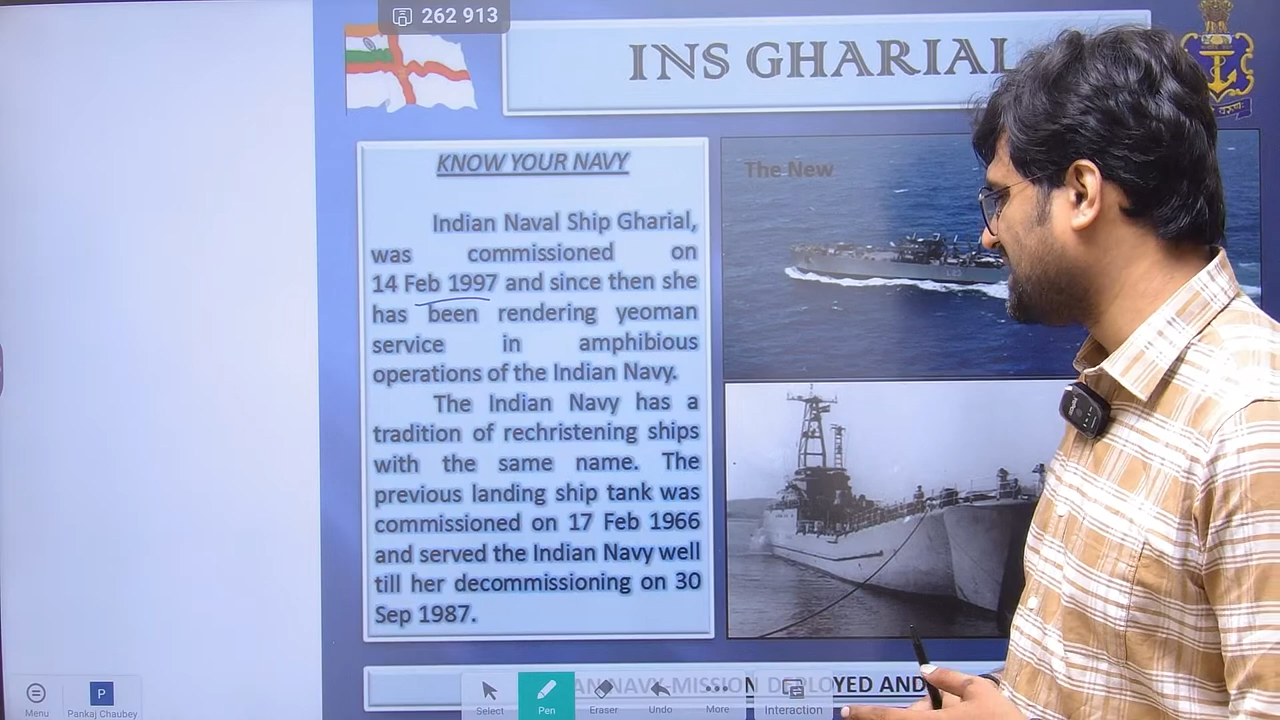 262 913
INS GHARIAL
KNOW YOUR NAVY
The New
Indian Naval Ship Gharial,
was commissioned on
14 Feb 1997 and since then she
has been rendering yeoman
service in amphibious
operations of the Indian Navy.
The Indian Navy has a
tradition of rechristening ships
with the same name. The
previous landing ship tank was
commissioned on 17 Feb 1966
and served the Indian Navy well
till her decommissioning on 30
Sep 1987.
AN NAVY-MISSION DEPLOYED AND
Menu
P
Pankaj Chaubey
Select
Pen
Eraser
Undo
More
Interaction